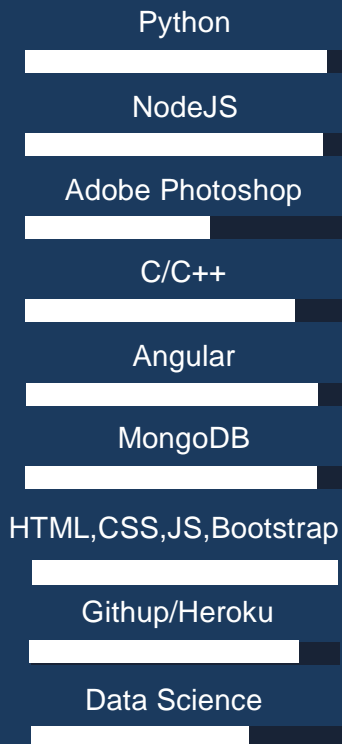 Python
NodeJS
Adobe Photoshop
C/C++
Angular
MongoDB
HTML,CSS,JS,Bootstrap
Githup/Heroku
Data Science